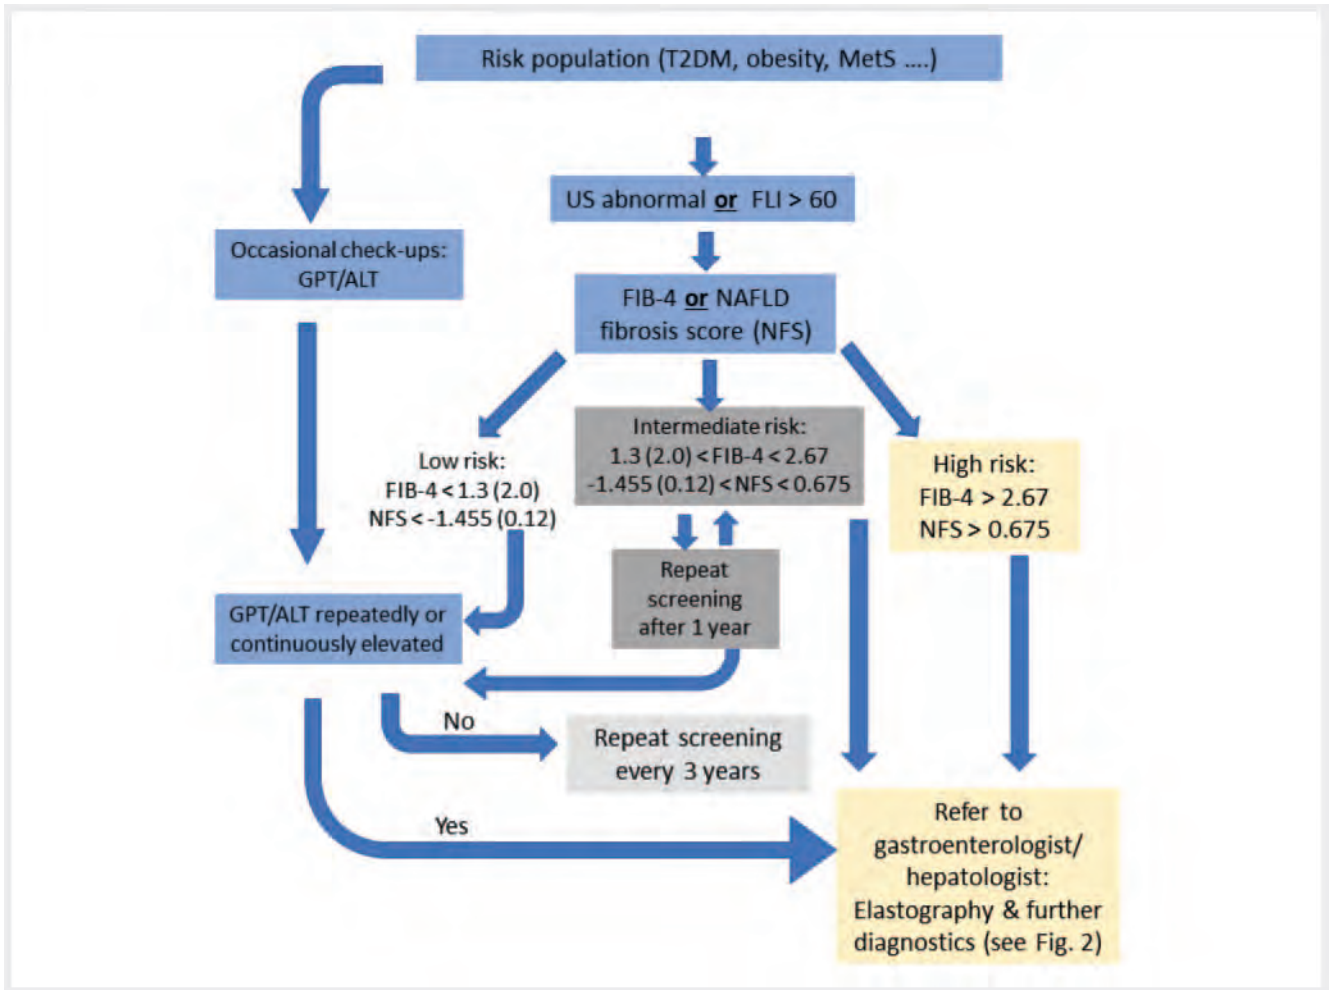 Risk population (T2DM, obesity, MetS ....)
US abnormal or FLI > 60
Occasional check-ups:
GPT/ALT
FIB-4 or NAFLD
fibrosis score (NFS)
Low risk:
FIB-4 < 1.3 (2.0)
NFS < -1.455 (0.12)
Intermediate risk:
1.3 (2.0) < FIB-4 < 2.67
-1.455 (0.12) < NFS < 0.675
High risk:
FIB-4 > 2.67
NFS > 0.675
Repeat
screening
after 1 year
GPT/ALT repeatedly or
continuously elevated
No
Repeat screening
every 3 years
Yes
Refer to
gastroenterologist/
hepatologist:
Elastography & further
diagnostics (see Fig. 2)